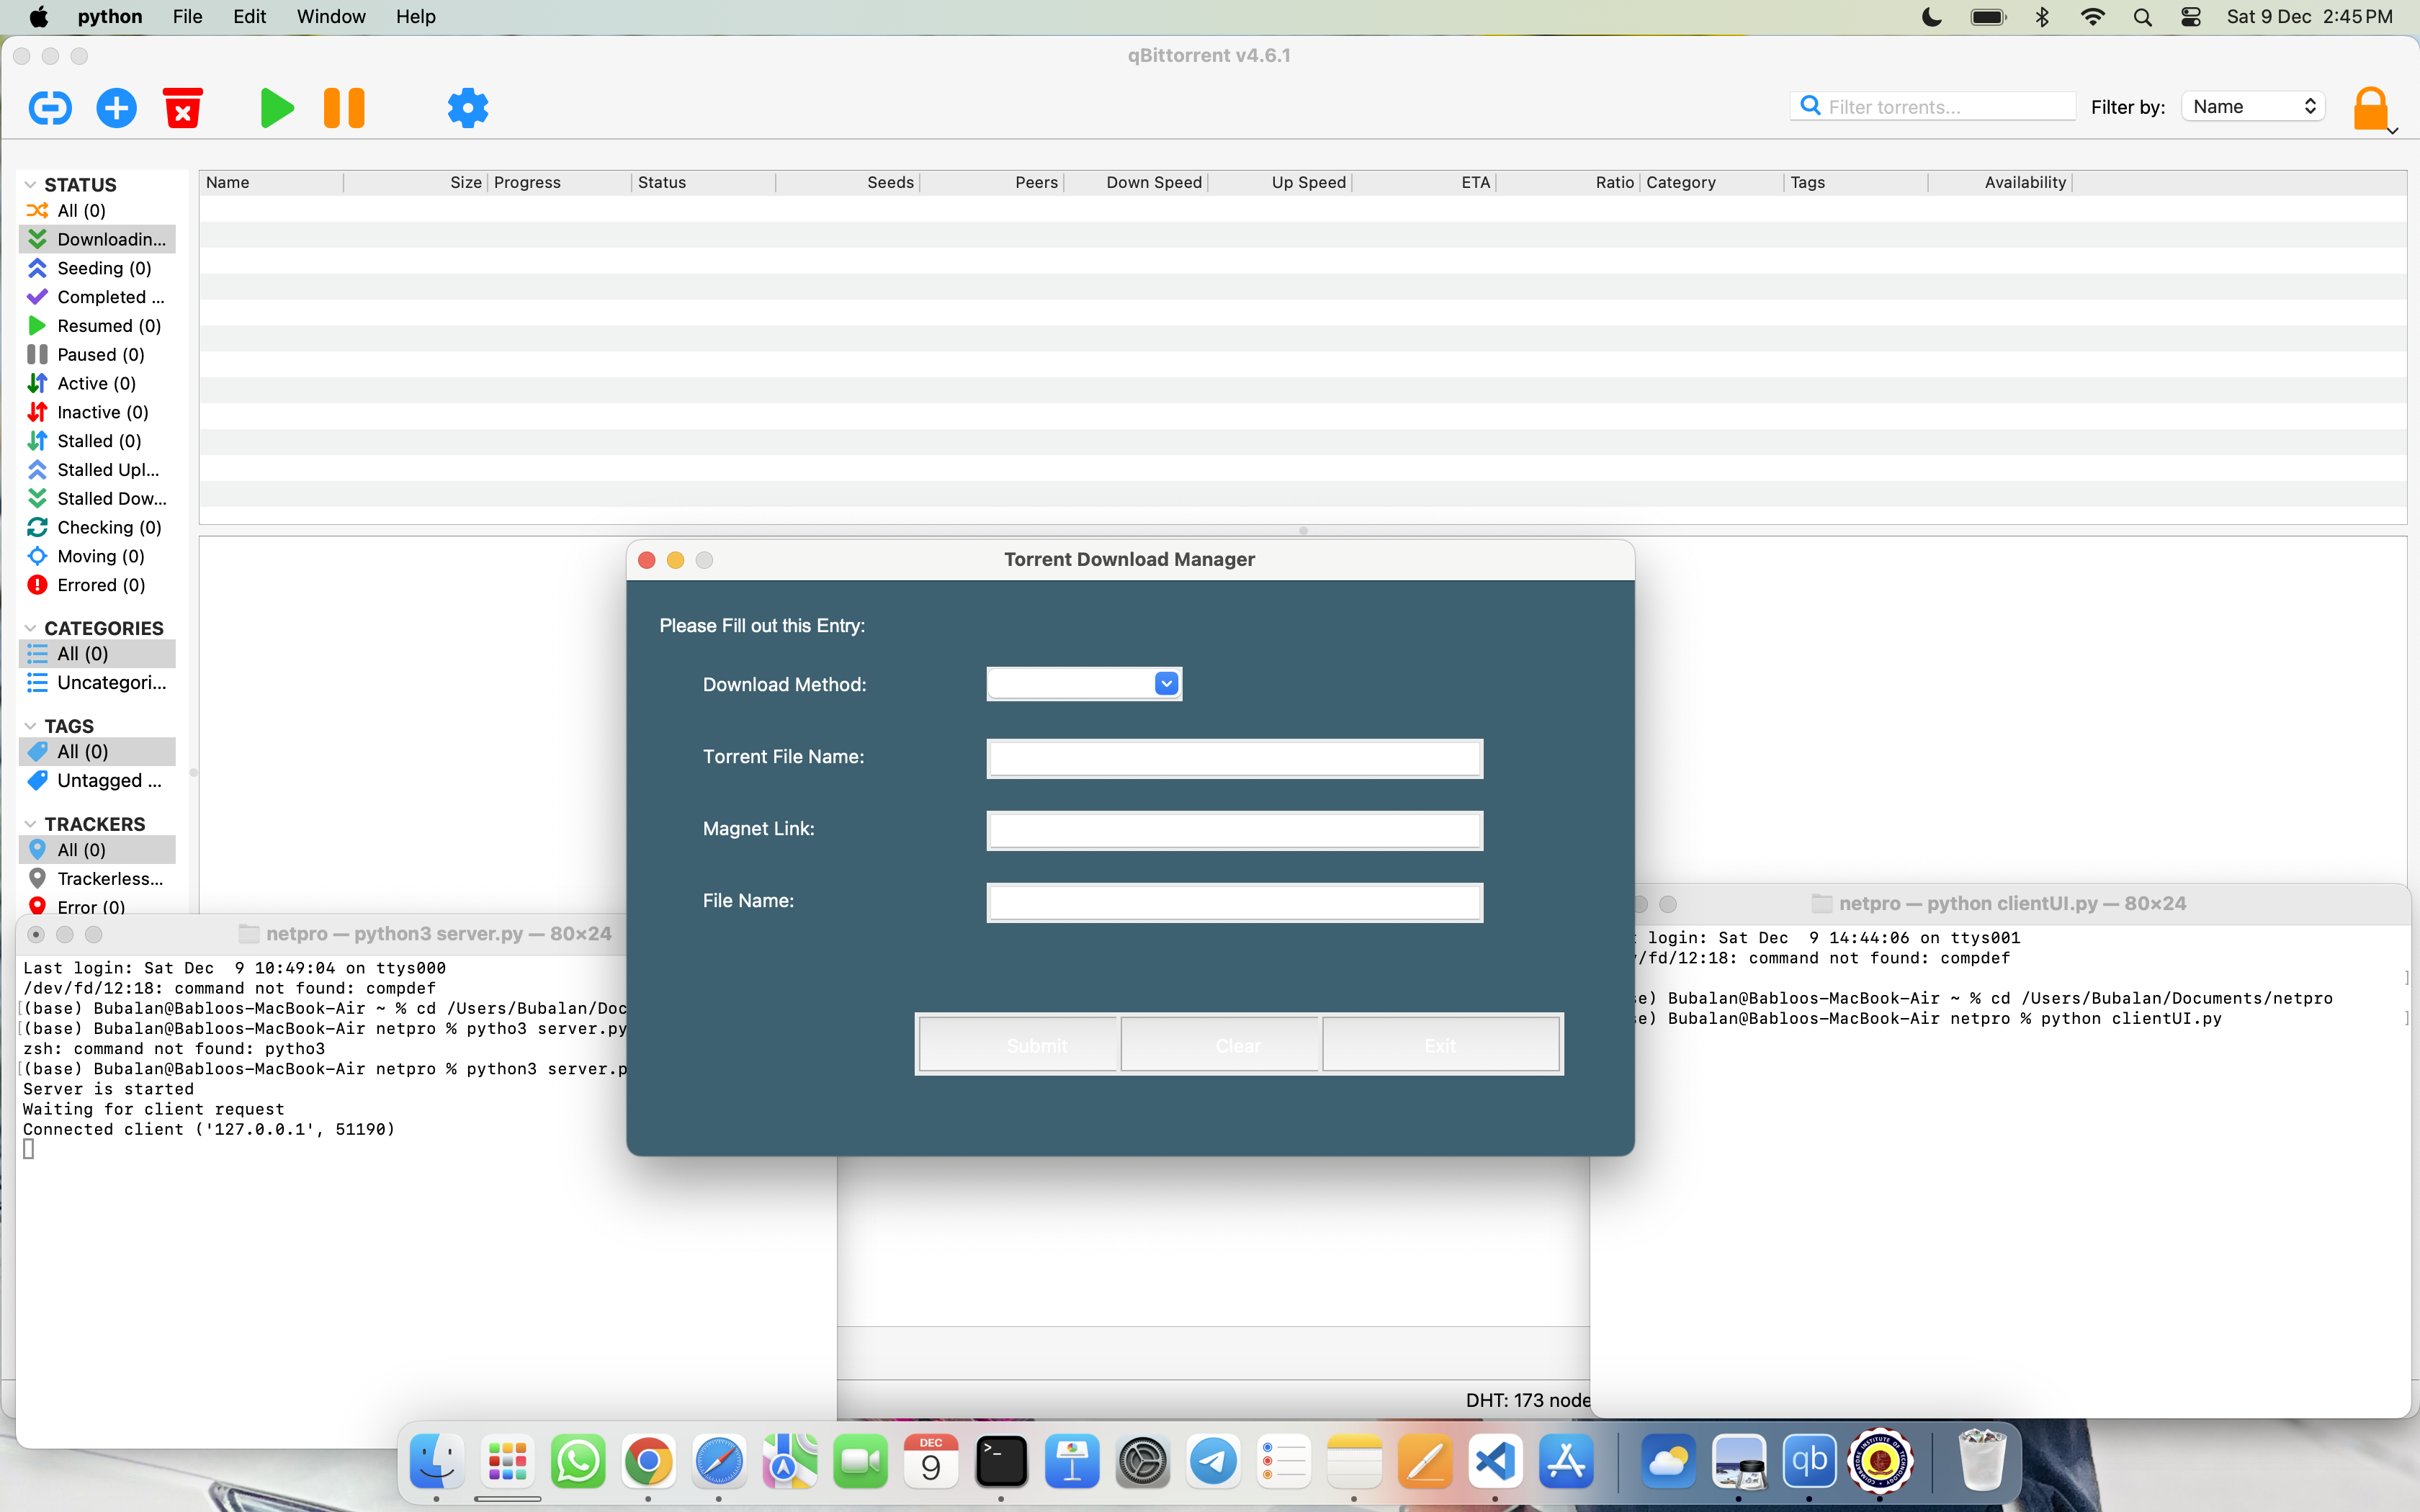 python File Edit Window Help Sat 9 Dec 2:45 PM
qBittorrent v4.6.1
Filter torrents... Filter by: Name
Name Size Progress Status Seeds Peers Down Speed Up Speed ETA Ratio Category Tags Availability
STATUS
All (0)
Downloadin...
Seeding (0)
Completed ...
Resumed (0)
Paused (0)
Active (0)
Inactive (0)
Stalled (0)
Stalled Upl...
Stalled Dow...
Checking (0)
Moving (0)
Errored (0)
CATEGORIES
All (0)
Uncategori...
TAGS
All (0)
Untagged ...
TRACKERS
All (0)
Trackerless...
Error (0)
Torrent Download Manager
Please Fill out this Entry:
Download Method:
Torrent File Name:
Magnet Link:
File Name:
Submit Clear Exit
netpro — python3 server.py — 80×24
Last login: Sat Dec  9 10:49:04 on ttys000
/dev/fd/12:18: command not found: compdef
[(base) Bubalan@Babloos-MacBook-Air ~ % cd /Users/Bubalan/Doc
[(base) Bubalan@Babloos-MacBook-Air netpro % pytho3 server.py
zsh: command not found: pytho3
[(base) Bubalan@Babloos-MacBook-Air netpro % python3 server.p
Server is started
Waiting for client request
Connected client ('127.0.0.1', 51190)
netpro — python clientUI.py — 80×24
login: Sat Dec  9 14:44:06 on ttys001
/fd/12:18: command not found: compdef
]
se) Bubalan@Babloos-MacBook-Air ~ % cd /Users/Bubalan/Documents/netpro
se) Bubalan@Babloos-MacBook-Air netpro % python clientUI.py ]
DHT: 173 node
DEC
9
>_
qb